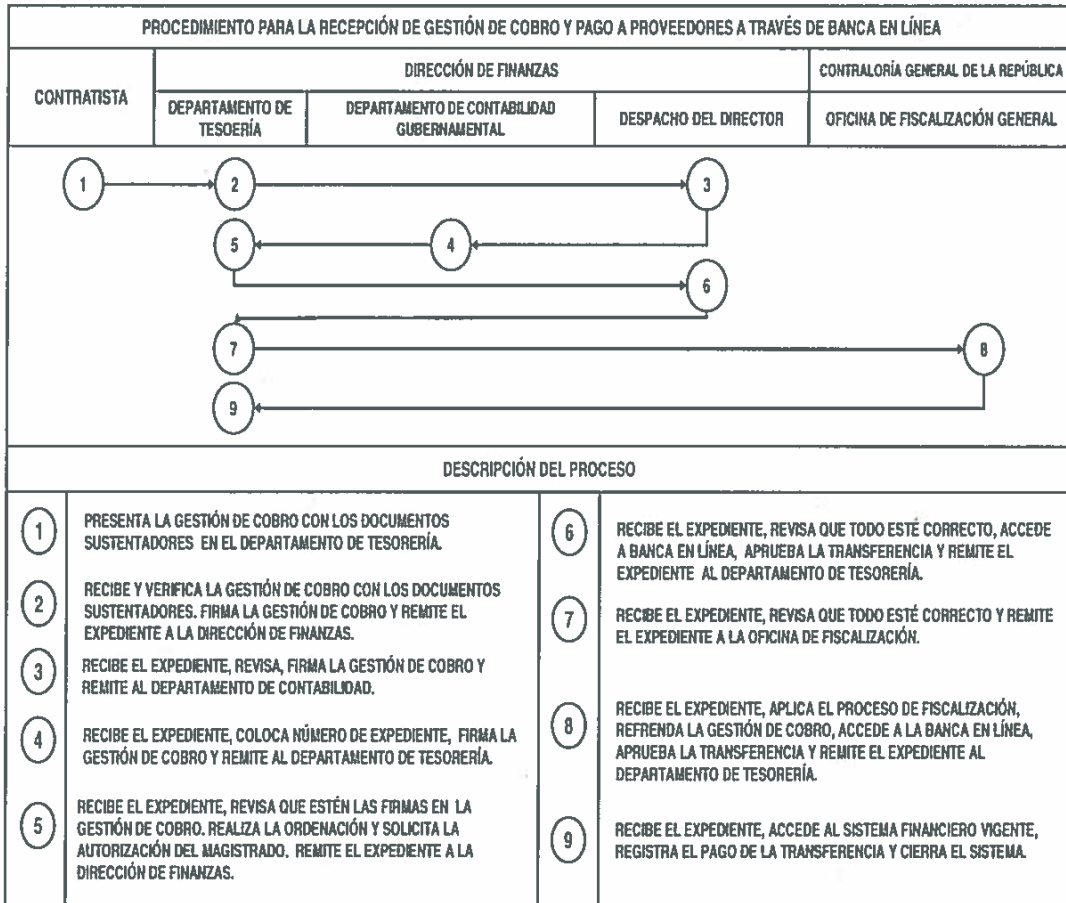 PROCEDIMIENTO PARA LA RECEPCIÓN DE GESTIÓN DE COBRO Y PAGO A PROVEEDORES A TRAVÉS DE BANCA EN LÍNEA
CONTRATISTA
DIRECCIÓN DE FINANZAS
CONTRALORÍA GENERAL DE LA REPÚBLICA
DEPARTAMENTO DE
TESOERÍA
DEPARTAMENTO DE CONTABILIDAD
GUBERNAMENTAL
DESPACHO DEL DIRECTOR
OFICINA DE FISCALIZACIÓN GENERAL
1
2
3
5
4
6
7
8
9
DESCRIPCIÓN DEL PROCESO
1
PRESENTA LA GESTIÓN DE COBRO CON LOS DOCUMENTOS
SUSTENTADORES EN EL DEPARTAMENTO DE TESORERÍA.
2
RECIBE Y VERIFICA LA GESTIÓN DE COBRO CON LOS DOCUMENTOS
SUSTENTADORES. FIRMA LA GESTIÓN DE COBRO Y REMITE EL
EXPEDIENTE A LA DIRECCIÓN DE FINANZAS.
3
RECIBE EL EXPEDIENTE, REVISA, FIRMA LA GESTIÓN DE COBRO Y
REMITE AL DEPARTAMENTO DE CONTABILIDAD.
4
RECIBE EL EXPEDIENTE, COLOCA NÚMERO DE EXPEDIENTE, FIRMA LA
GESTIÓN DE COBRO Y REMITE AL DEPARTAMENTO DE TESORERÍA.
5
RECIBE EL EXPEDIENTE, REVISA QUE ESTÉN LAS FIRMAS EN LA
GESTIÓN DE COBRO. REALIZA LA ORDENACIÓN Y SOLICITA LA
AUTORIZACIÓN DEL MAGISTRADO. REMITE EL EXPEDIENTE A LA
DIRECCIÓN DE FINANZAS.
6
RECIBE EL EXPEDIENTE, REVISA QUE TODO ESTÉ CORRECTO, ACCEDE
A BANCA EN LÍNEA, APRUEBA LA TRANSFERENCIA Y REMITE EL
EXPEDIENTE AL DEPARTAMENTO DE TESORERÍA.
7
RECIBE EL EXPEDIENTE, REVISA QUE TODO ESTÉ CORRECTO Y REMITE
EL EXPEDIENTE A LA OFICINA DE FISCALIZACIÓN.
8
RECIBE EL EXPEDIENTE, APLICA EL PROCESO DE FISCALIZACIÓN,
REFRENDA LA GESTIÓN DE COBRO, ACCEDE A LA BANCA EN LÍNEA,
APRUEBA LA TRANSFERENCIA Y REMITE EL EXPEDIENTE AL
DEPARTAMENTO DE TESORERÍA.
9
RECIBE EL EXPEDIENTE, ACCEDE AL SISTEMA FINANCIERO VIGENTE,
REGISTRA EL PAGO DE LA TRANSFERENCIA Y CIERRA EL SISTEMA.